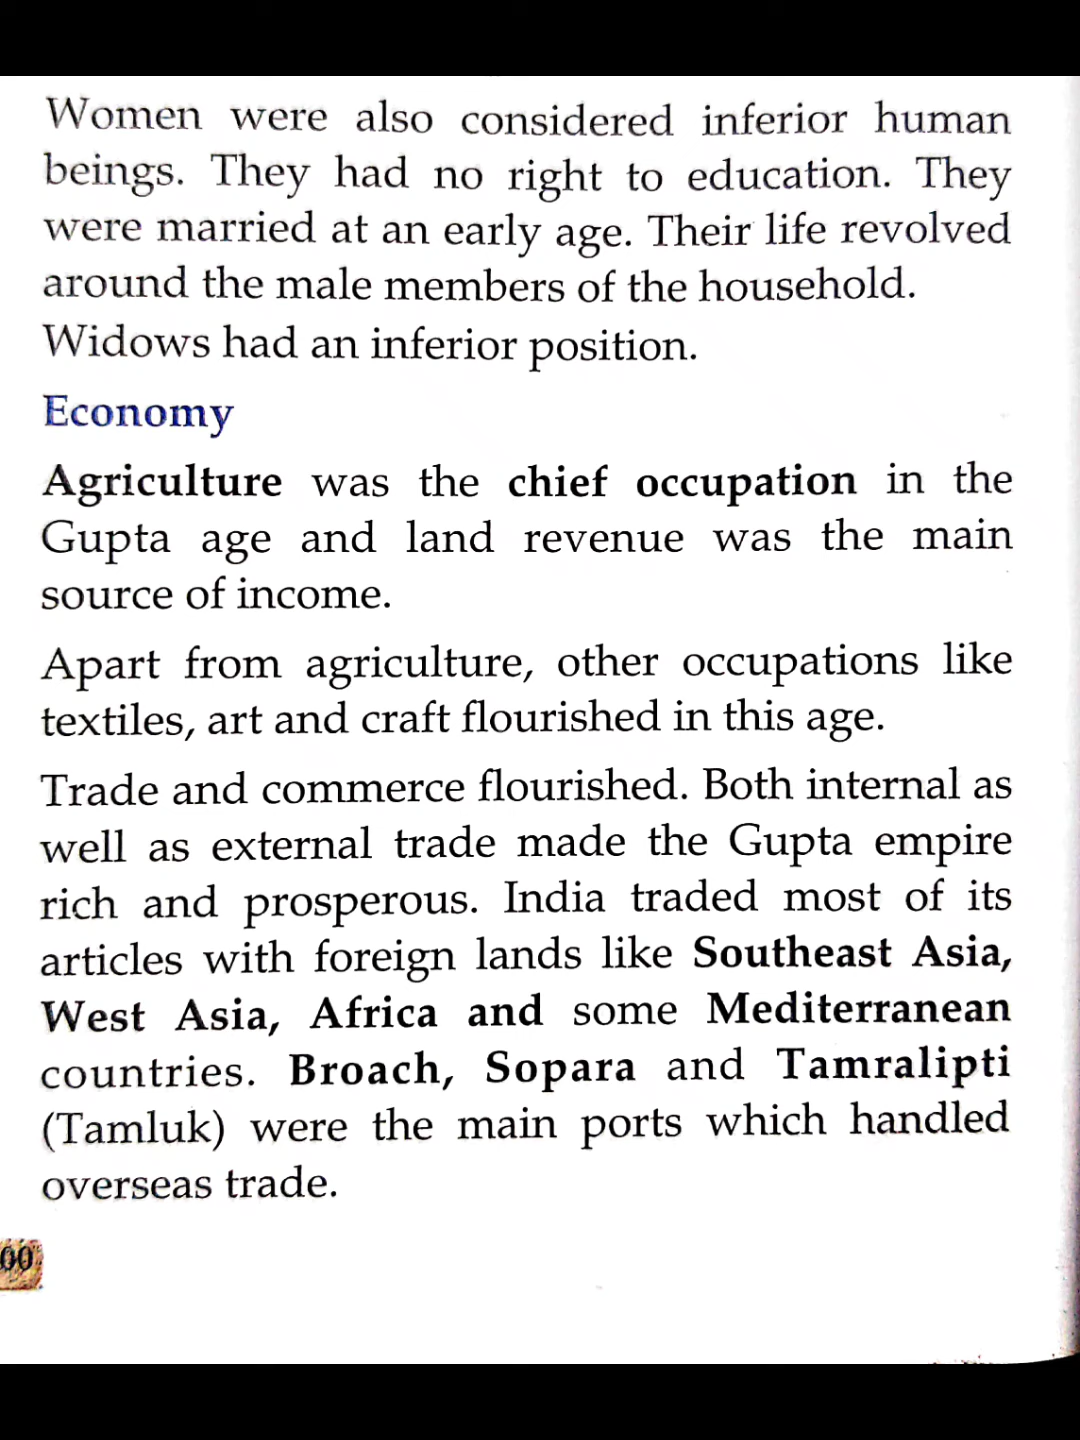 Women were also considered inferior human
beings. They had no right to education. They
were married at an early age. Their life revolved
around the male members of the household.
Widows had an inferior position.
Economy
Agriculture was the chief occupation in the
Gupta age and land revenue was the main
source of income.
Apart from agriculture, other occupations like
textiles, art and craft flourished in this age.
Trade and commerce flourished. Both internal as
well as external trade made the Gupta empire
rich and prosperous. India traded most of its
articles with foreign lands like Southeast Asia,
West Asia, Africa and some Mediterranean
countries. Broach, Sopara and Tamralipti
(Tamluk) were the main ports which handled
overseas trade.
00